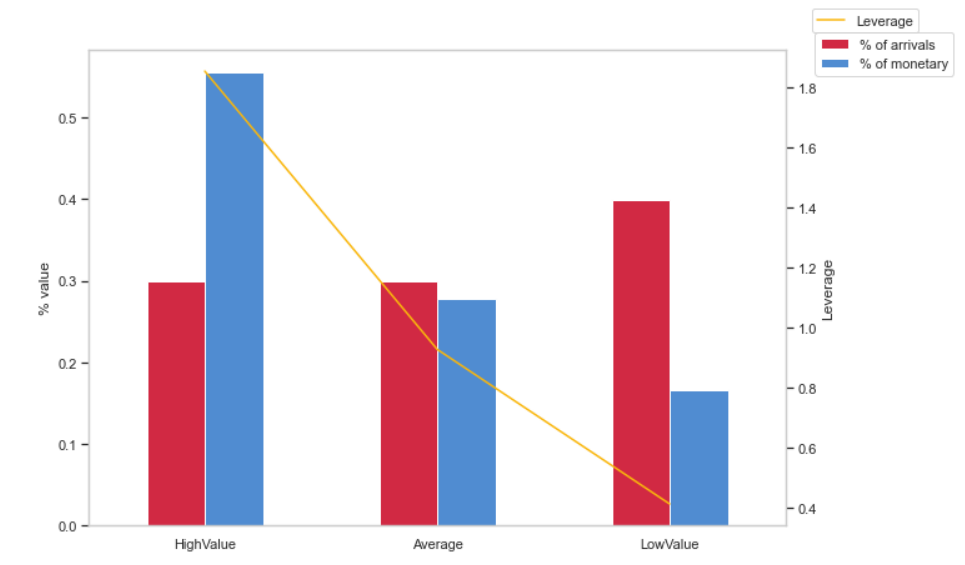 Leverage
% of arrivals
% of monetary
0.5
0.4
0.3
0.2
0.1
0.0
% value
1.8
1.6
1.4
1.2
1.0
0.8
0.6
0.4
Leverage
HighValue
Average
LowValue